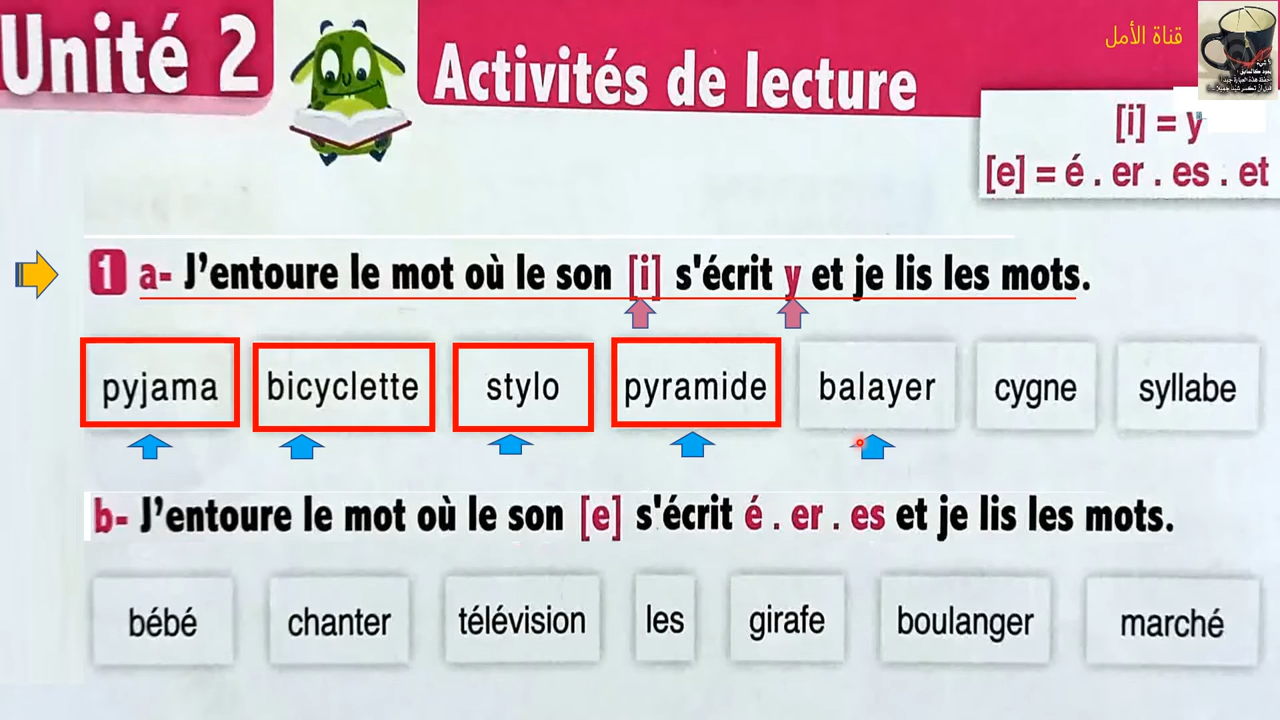 Unité 2
Activités de lecture
قناة الأمل
[i] = y
[e] = é . er . es . et
1 a- J'entoure le mot où le son [i] s'écrit y et je lis les mots.
pyjama bicyclette stylo pyramide balayer cygne syllabe
b- J'entoure le mot où le son [e] s'écrit é . er . es et je lis les mots.
bébé chanter télévision les girafe boulanger marché